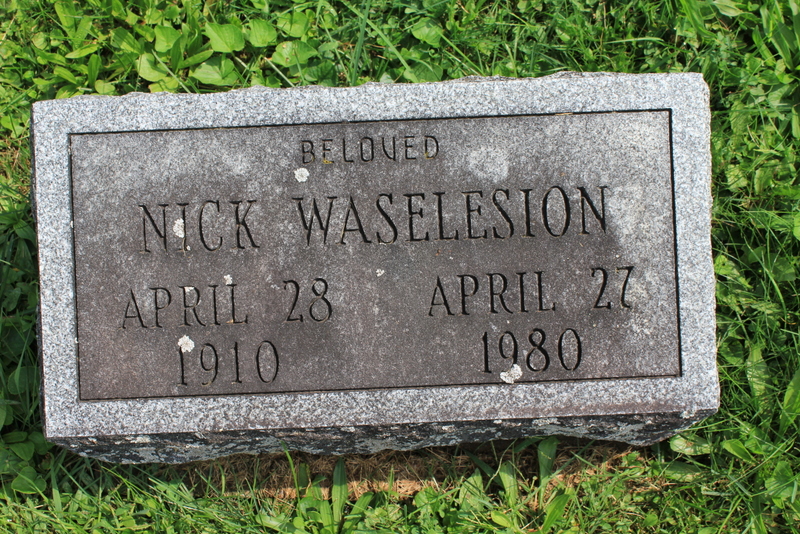 BELOVED
NICK WASELESION
APRIL 28 APRIL 27
1910 1980